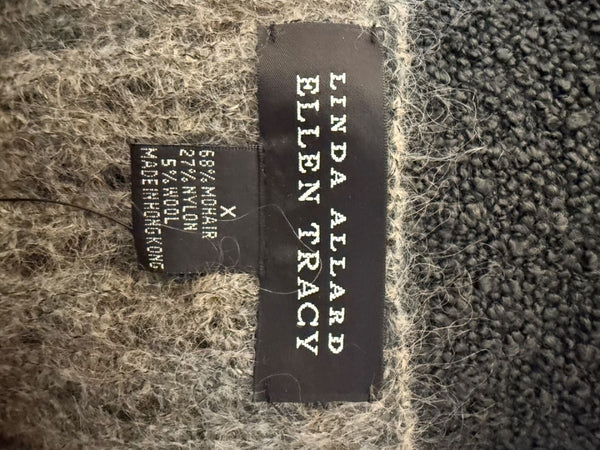 LINDA ALLARD
ELLEN TRACY
X
68% MOHAIR
27% NYLON
5% WOOL
MADE IN HONG KONG